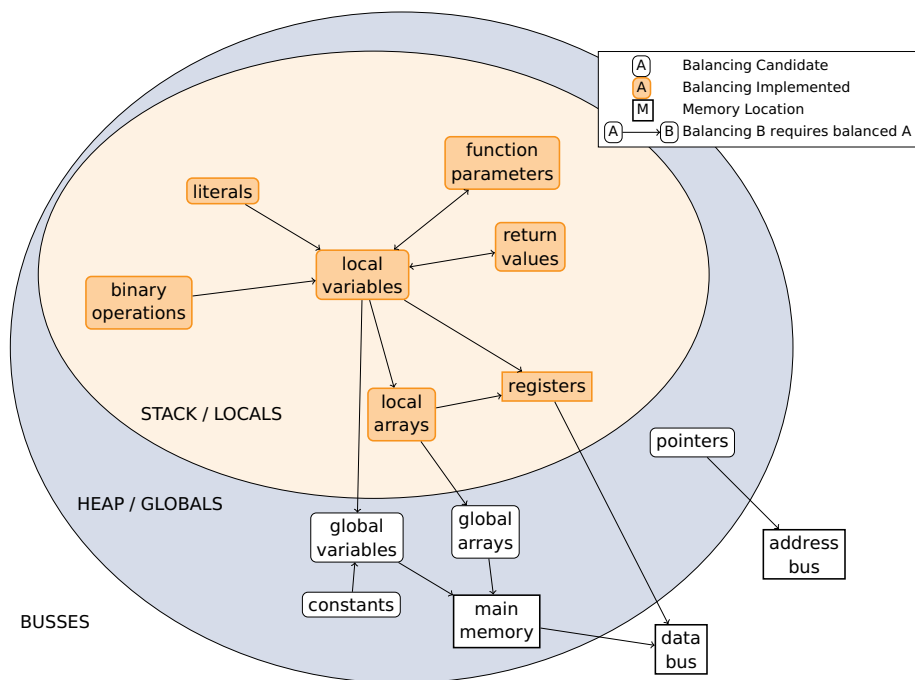 A Balancing Candidate
A Balancing Implemented
M Memory Location
A B Balancing B requires balanced A
function
parameters
literals
return
values
local
variables
binary
operations
registers
local
arrays
STACK / LOCALS
pointers
HEAP / GLOBALS
global
variables
global
arrays
address
bus
constants
main
memory
BUSSES
data
bus